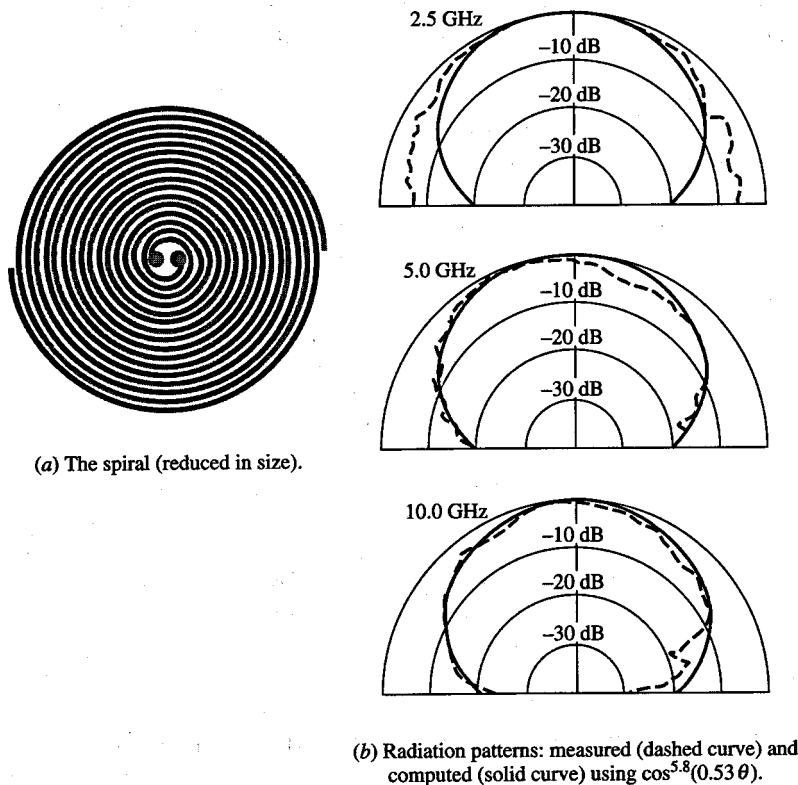 2.5 GHz
–10 dB
–20 dB
–30 dB
5.0 GHz
–10 dB
–20 dB
–30 dB
10.0 GHz
–10 dB
–20 dB
–30 dB
(a) The spiral (reduced in size).
(b) Radiation patterns: measured (dashed curve) and
computed (solid curve) using cos^5.8(0.53 θ).